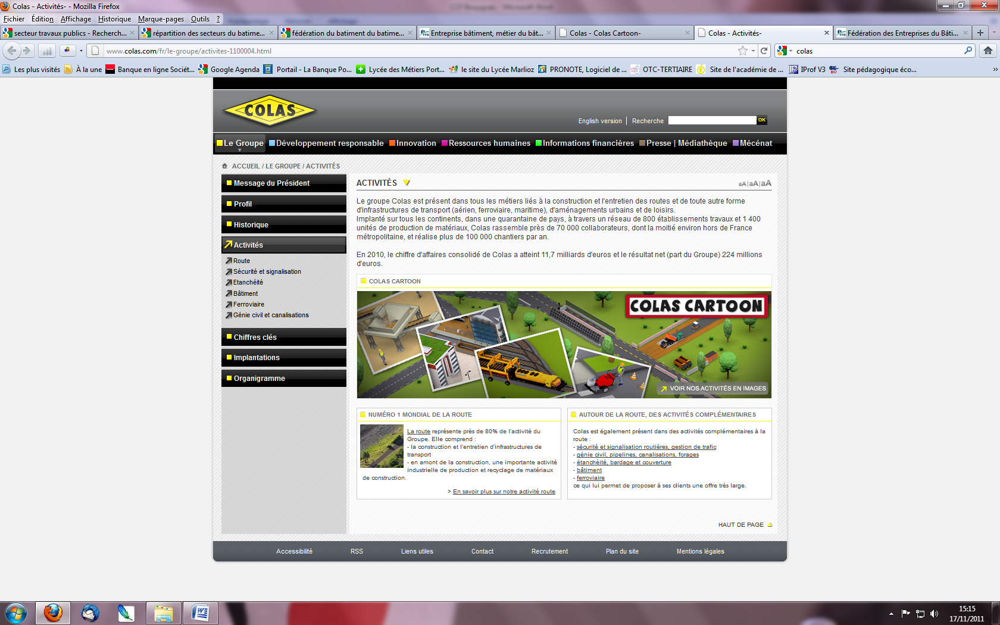 Colas - Activités- - Mozilla Firefox
Fichier Édition Affichage Historique Marque-pages Outils ?
secteur travaux publics - Recherch... répartition des secteurs du batime... fédération du batiment du batime... Entreprise bâtiment, métier du bât... Colas - Colas Cartoon- Colas - Activités- Fédération des Entreprises du Bâti...
www.colas.com/fr/le-groupe/activites-1100004.html colas
Les plus visités À la une Banque en ligne Sociét... Google Agenda Portail - La Banque Po... Lycée des Métiers Port... le site du Lycée Marlioz PRONOTE, Logiciel de ... OTC-TERTIAIRE Site de l'académie de ... IProf V3 Site pédagogique éco... »
COLAS
English version Recherche OK
Le Groupe Développement responsable Innovation Ressources humaines Informations financières Presse | Médiathèque Mécénat
ACCUEIL / LE GROUPE / ACTIVITÉS
Message du Président
Profil
Historique
Activités
Route
Sécurité et signalisation
Etanchéité
Bâtiment
Ferroviaire
Génie civil et canalisations
Chiffres clés
Implantations
Organigramme
ACTIVITÉS
aA|aA|aA
Le groupe Colas est présent dans tous les métiers liés à la construction et l'entretien des routes et de toute autre forme
d'infrastructures de transport (aérien, ferroviaire, maritime), d'aménagements urbains et de loisirs.
Implanté sur tous les continents, dans une quarantaine de pays, à travers un réseau de 800 établissements travaux et 1 400
unités de production de matériaux, Colas rassemble près de 70 000 collaborateurs, dont la moitié environ hors de France
métropolitaine, et réalise plus de 100 000 chantiers par an.
En 2010, le chiffre d'affaires consolidé de Colas a atteint 11,7 milliards d'euros et le résultat net (part du Groupe) 224 millions
d'euros.
COLAS CARTOON
COLAS CARTOON
VOIR NOS ACTIVITÉS EN IMAGES
NUMÉRO 1 MONDIAL DE LA ROUTE
La route représente près de 80% de l'activité du
Groupe. Elle comprend :
- la construction et l'entretien d'infrastructures de
transport
- en amont de la construction, une importante activité
industrielle de production et recyclage de matériaux
de construction.
> En savoir plus sur notre activité route
AUTOUR DE LA ROUTE, DES ACTIVITÉS COMPLÉMENTAIRES
Colas est également présent dans des activités complémentaires à la
route :
- sécurité et signalisation routières, gestion de trafic
- génie civil, pipelines, canalisations, forages
- étanchéité, bardage et couverture
- bâtiment
- ferroviaire
ce qui lui permet de proposer à ses clients une offre très large.
HAUT DE PAGE
Accessibilité RSS Liens utiles Contact Recrutement Plan du site Mentions légales
15:15
17/11/2011